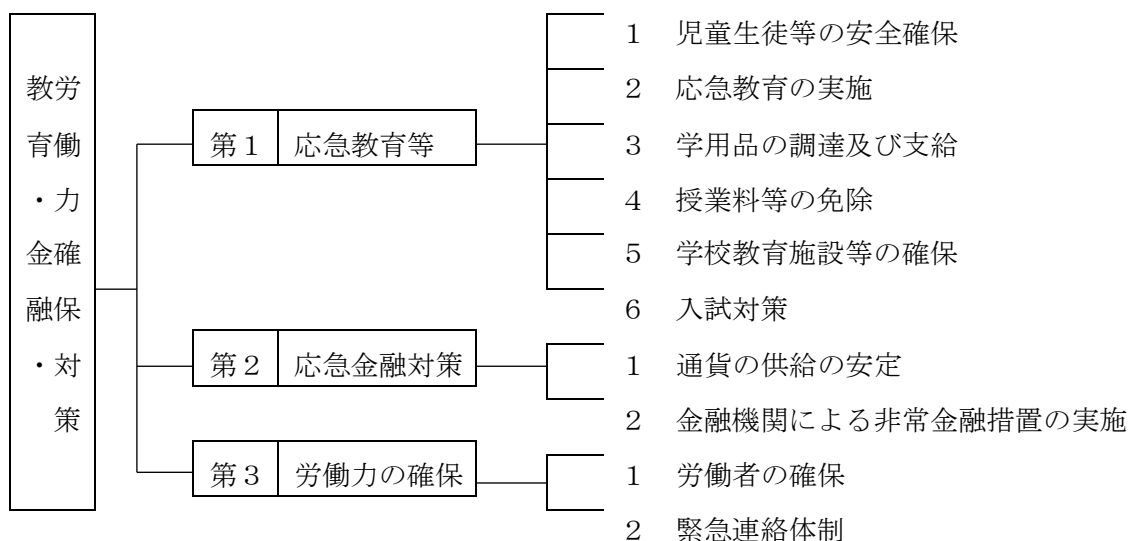 教育・金融・
労働力確保対策
第１ 応急教育等
１ 児童生徒等の安全確保
２ 応急教育の実施
３ 学用品の調達及び支給
４ 授業料等の免除
５ 学校教育施設等の確保
６ 入試対策
第２ 応急金融対策
１ 通貨の供給の安定
２ 金融機関による非常金融措置の実施
第３ 労働力の確保
１ 労働者の確保
２ 緊急連絡体制